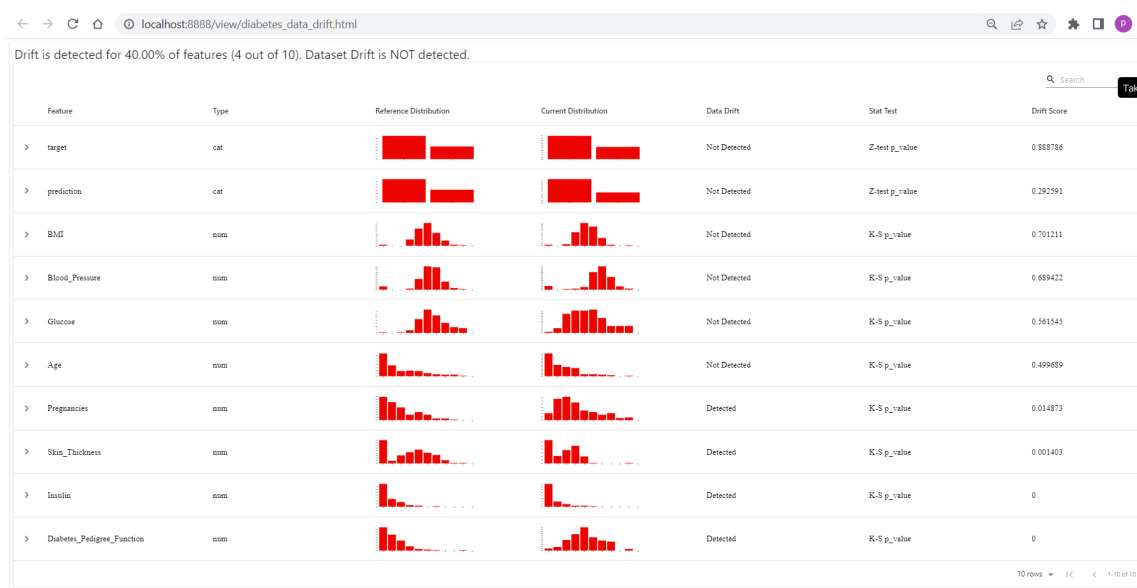 localhost:8888/view/diabetes_data_drift.html
P
Drift is detected for 40.00% of features (4 out of 10). Dataset Drift is NOT detected.
Search
Tak
Feature Type Reference Distribution Current Distribution Data Drift Stat Test Drift Score
target cat Not Detected Z-test p_value 0.888786
prediction cat Not Detected Z-test p_value 0.292591
BMI num Not Detected K-S p_value 0.701211
Blood_Pressure num Not Detected K-S p_value 0.689422
Glucose num Not Detected K-S p_value 0.561545
Age num Not Detected K-S p_value 0.499689
Pregnancies num Detected K-S p_value 0.014873
Skin_Thickness num Detected K-S p_value 0.001403
Insulin num Detected K-S p_value 0
Diabetes_Pedigree_Function num Detected K-S p_value 0
10 rows 1-10 of 10